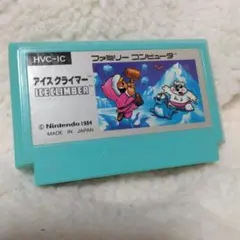 HVC-IC
ファミリー コンピュータ
アイスクライマー
ICE CLIMBER
© Nintendo 1984
MADE IN JAPAN